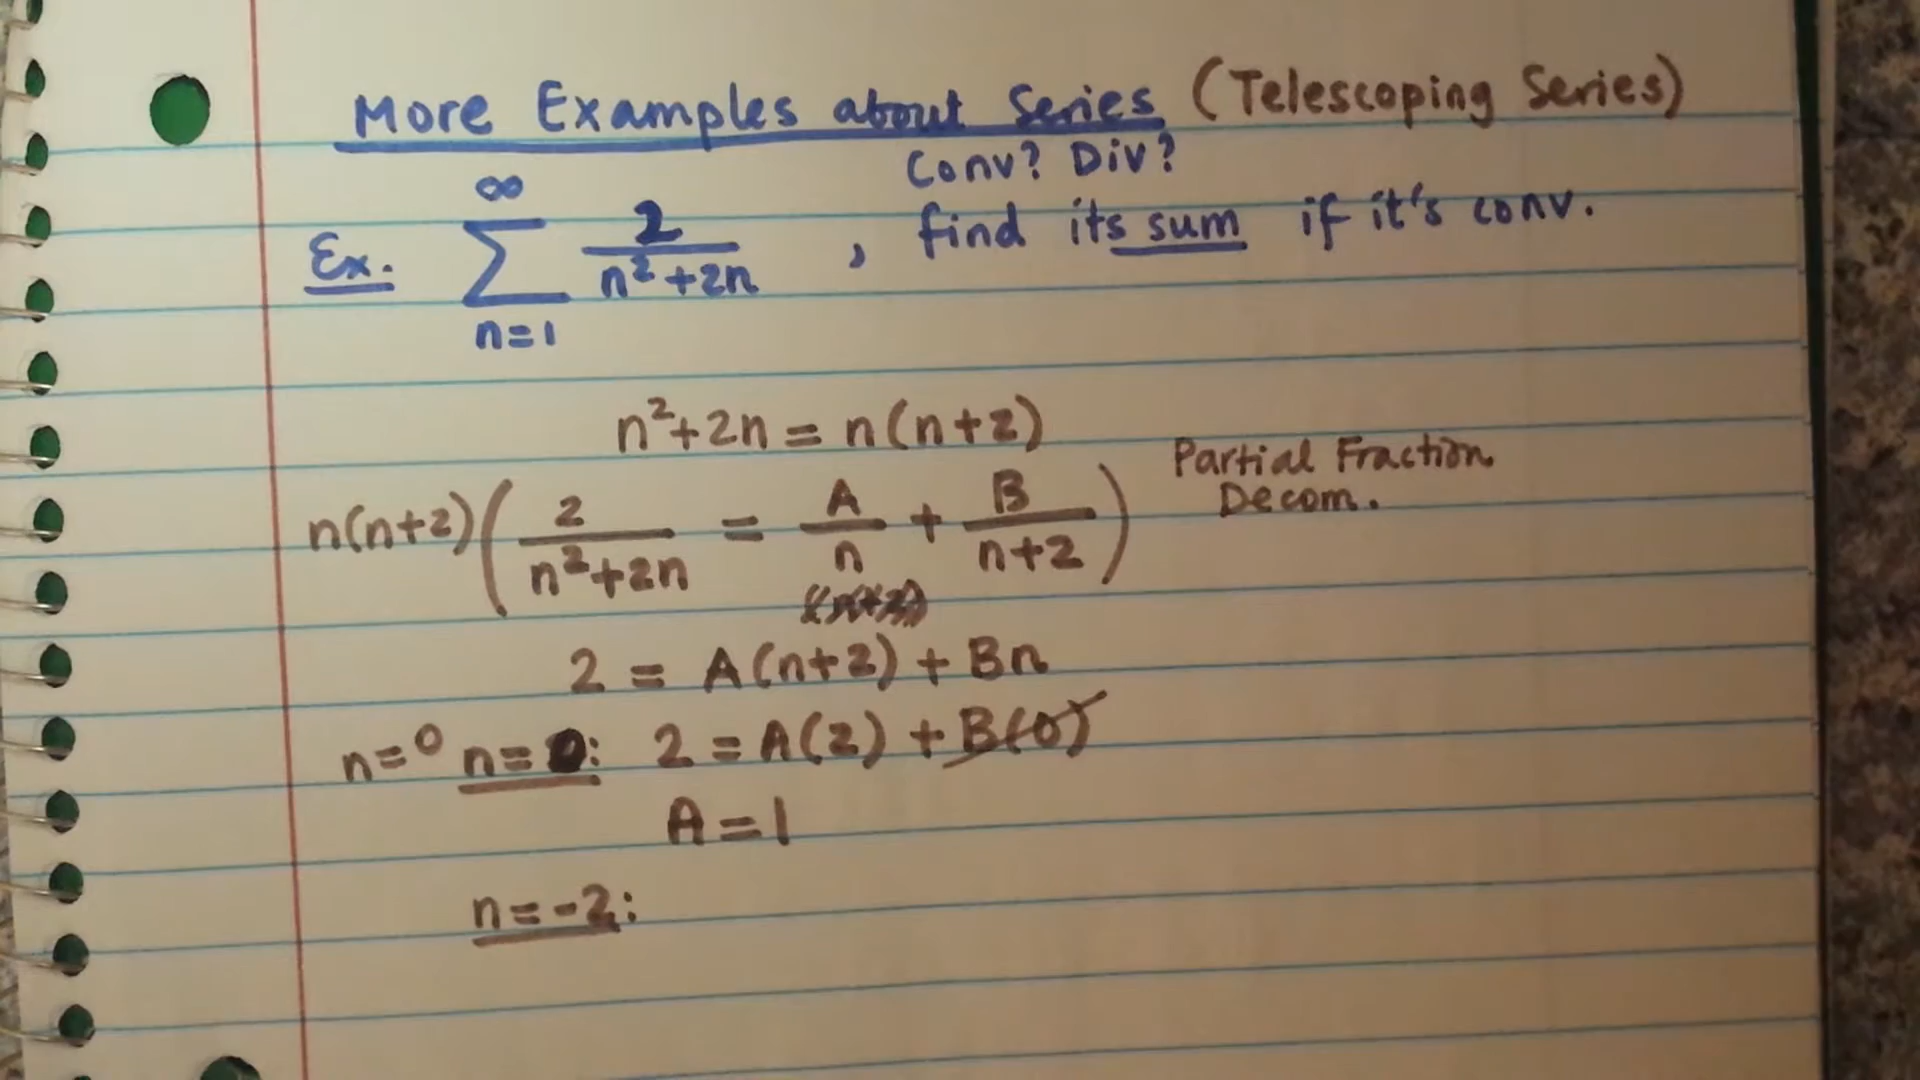 More Examples about Series (Telescoping Series)
Conv? Div?
Ex. ∞ Σ n=1 2/(n²+2n) , find its sum if it's conv.
n²+2n = n(n+2)
Partial Fraction
Decom.
n(n+2)( 2/(n²+2n) = A/n + B/(n+2) )
2 = A(n+2) + Bn
n=0 n=0: 2 = A(2) + B(0)
A=1
n=-2: